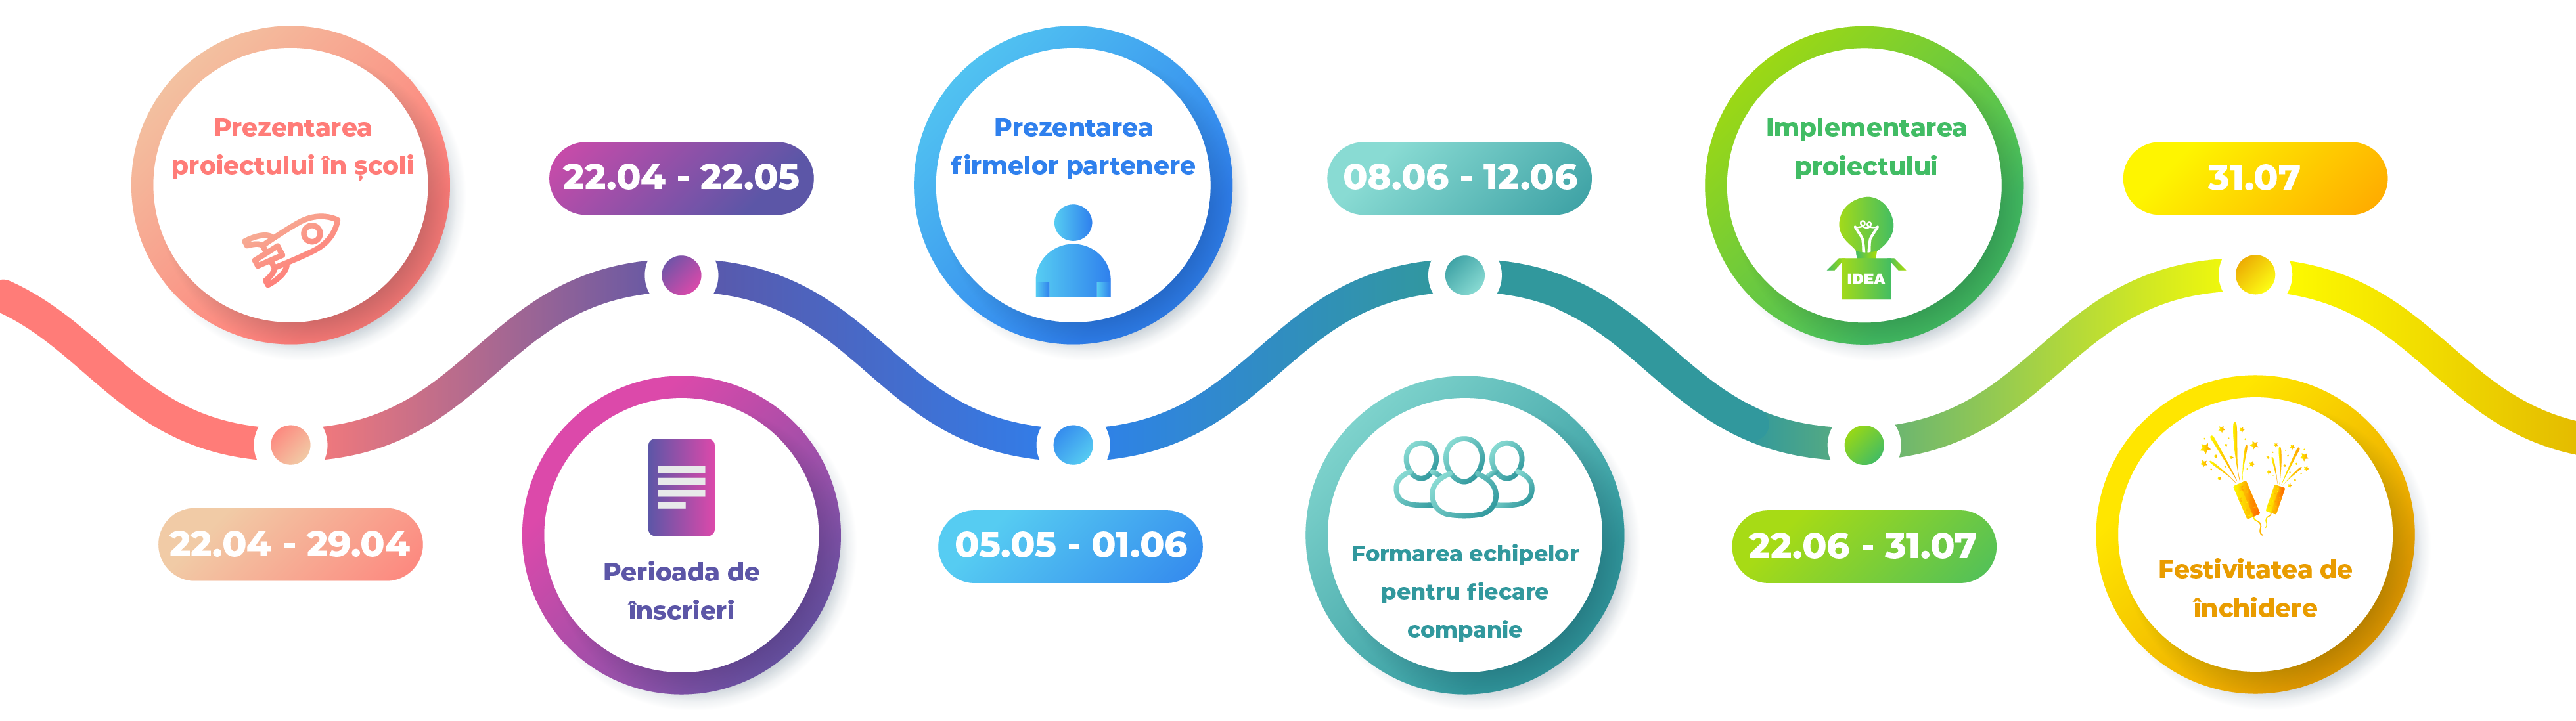 Prezentarea
proiectului în școli
22.04 - 29.04
22.04 - 22.05
Perioada de
înscrieri
Prezentarea
firmelor partenere
05.05 - 01.06
08.06 - 12.06
Formarea echipelor
pentru fiecare
companie
Implementarea
proiectului
IDEA
22.06 - 31.07
31.07
Festivitatea de
închidere